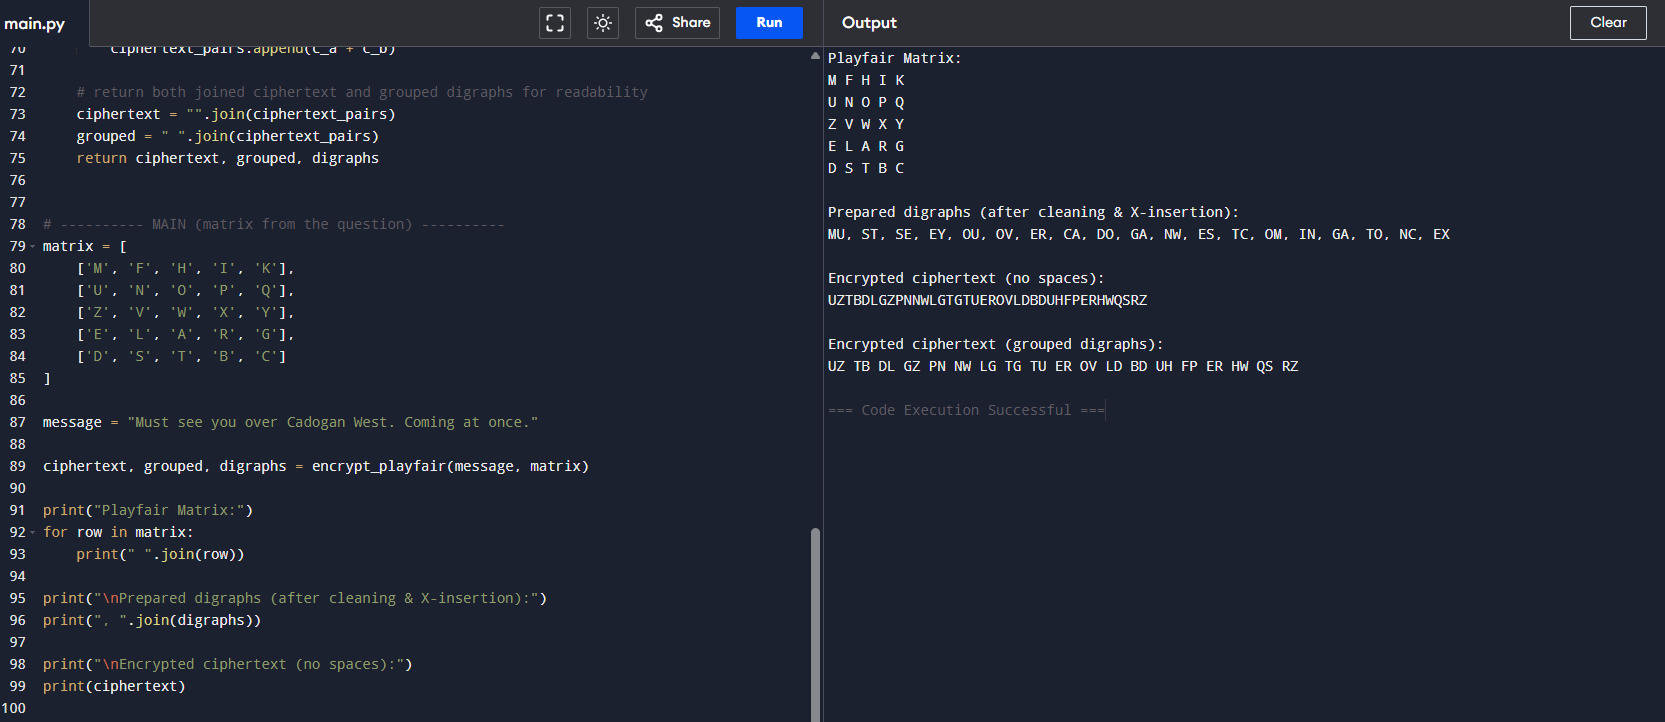 main.py
Share
Run
Output
Clear
70         ciphertext_pairs.append(c_a + c_b)
71
72     # return both joined ciphertext and grouped digraphs for readability
73     ciphertext = "".join(ciphertext_pairs)
74     grouped = " ".join(ciphertext_pairs)
75     return ciphertext, grouped, digraphs
76
77
78 # ---------- MAIN (matrix from the question) ----------
79 matrix = [
80     ['M', 'F', 'H', 'I', 'K'],
81     ['U', 'N', 'O', 'P', 'Q'],
82     ['Z', 'V', 'W', 'X', 'Y'],
83     ['E', 'L', 'A', 'R', 'G'],
84     ['D', 'S', 'T', 'B', 'C']
85 ]
86
87 message = "Must see you over Cadogan West. Coming at once."
88
89 ciphertext, grouped, digraphs = encrypt_playfair(message, matrix)
90
91 print("Playfair Matrix:")
92 for row in matrix:
93     print(" ".join(row))
94
95 print("\nPrepared digraphs (after cleaning & X-insertion):")
96 print(", ".join(digraphs))
97
98 print("\nEncrypted ciphertext (no spaces):")
99 print(ciphertext)
100
Playfair Matrix:
M F H I K
U N O P Q
Z V W X Y
E L A R G
D S T B C
Prepared digraphs (after cleaning & X-insertion):
MU, ST, SE, EY, OU, OV, ER, CA, DO, GA, NW, ES, TC, OM, IN, GA, TO, NC, EX
Encrypted ciphertext (no spaces):
UZTBDLGZPNNWLGTGTUEROVLDBDUHFPERHWQSRZ
Encrypted ciphertext (grouped digraphs):
UZ TB DL GZ PN NW LG TG TU ER OV LD BD UH FP ER HW QS RZ
=== Code Execution Successful ===